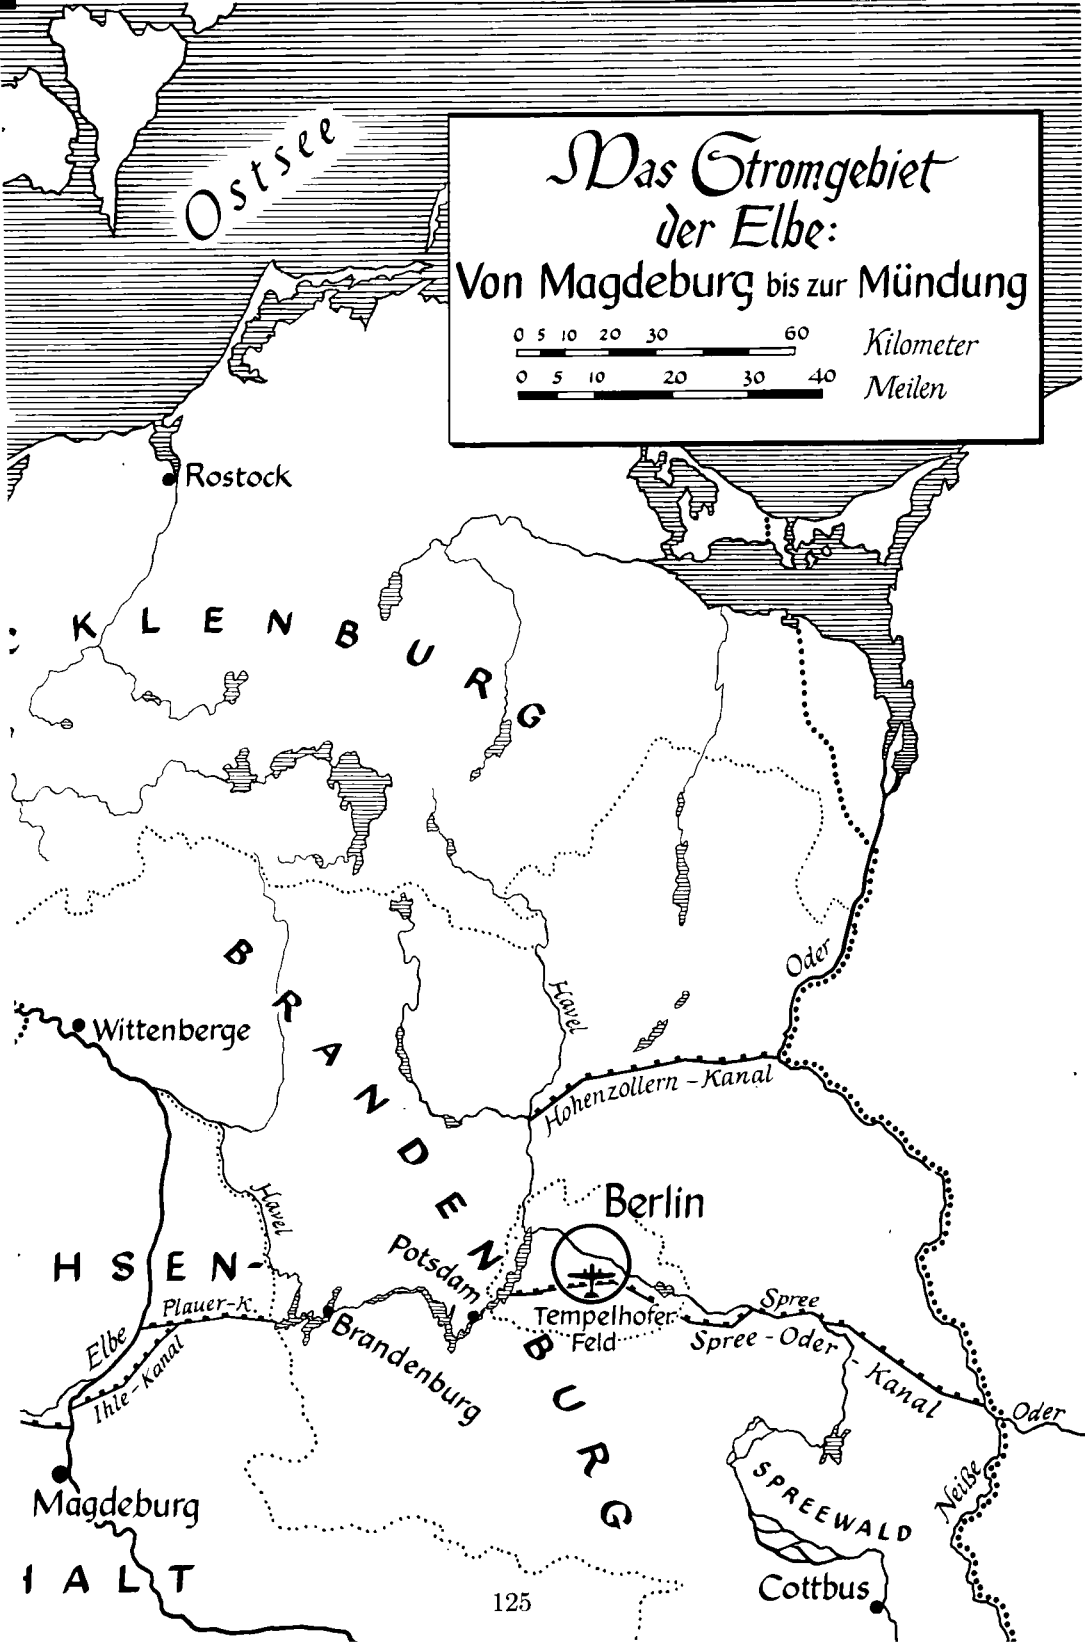 Ostsee
Das Stromgebiet
der Elbe:
Von Magdeburg bis zur Mündung
0 5 10 20 30 60 Kilometer
0 5 10 20 30 40 Meilen
Rostock
KLENBURG
BRANDENBURG
Oder
Havel
Wittenberge
Hohenzollern-Kanal
Havel
Berlin
Potsdam
HSEN-
Plauer-K.
Tempelhofer
Feld
Spree
Elbe
Brandenburg
Spree-Oder-Kanal
Ihle-Kanal
Oder
Magdeburg
SPREEWALD
Neiße
ALT
Cottbus
125